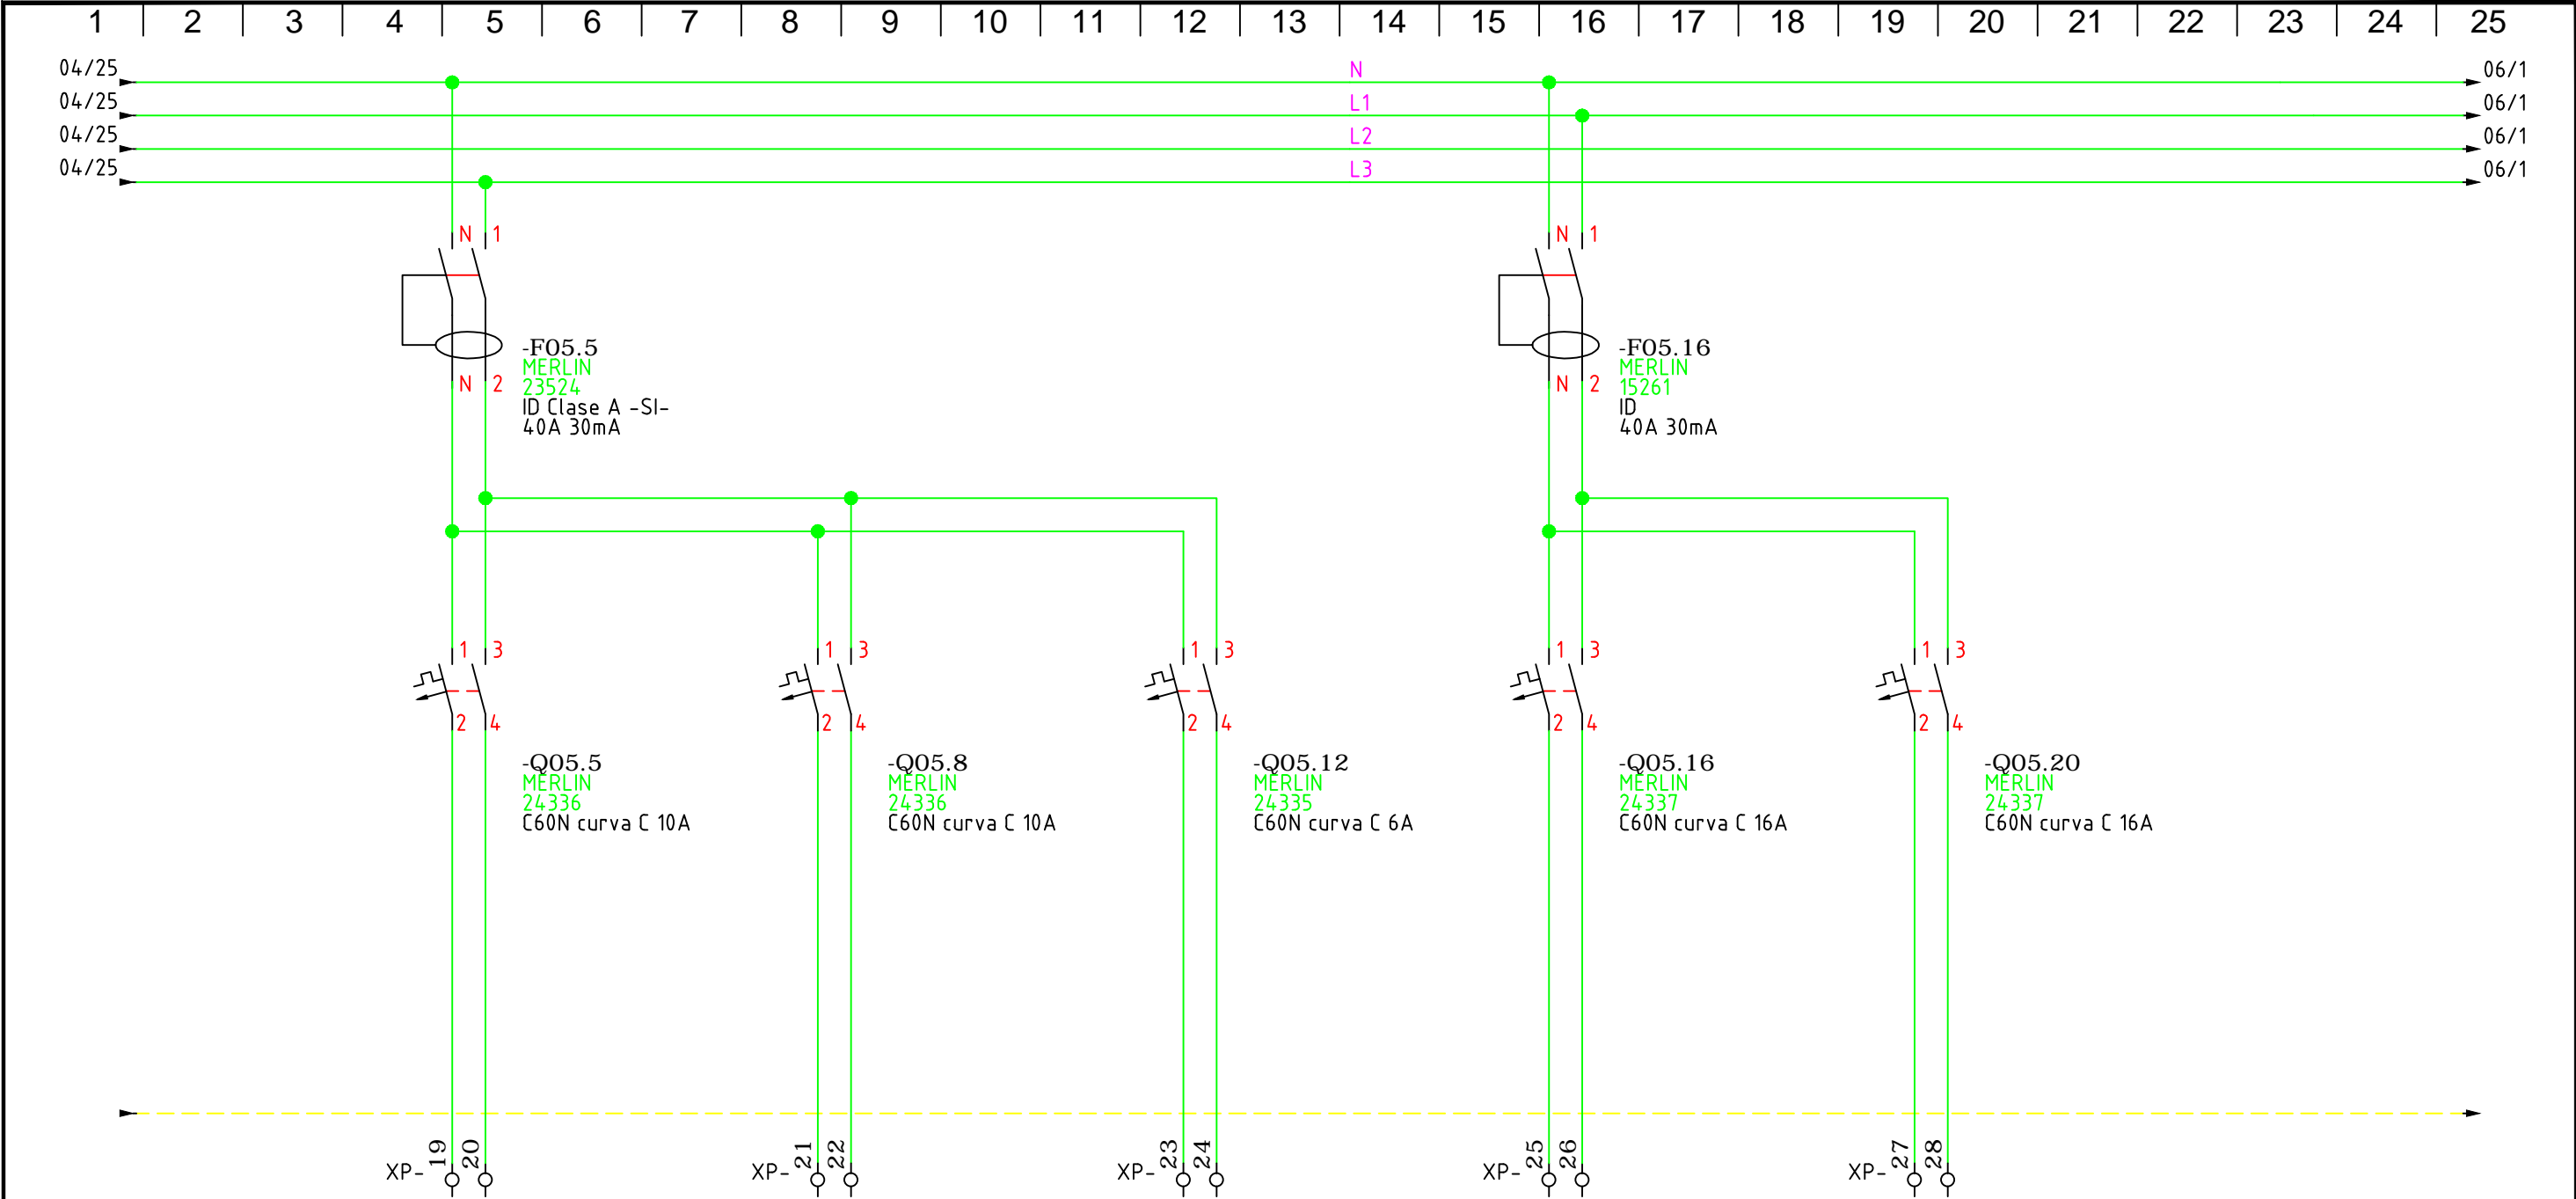 1 2 3 4 5 6 7 8 9 10 11 12 13 14 15 16 17 18 19 20 21 22 23 24 25
04/25 N 06/1
04/25 L1 06/1
04/25 L2 06/1
04/25 L3 06/1
N 1 N 1
-F05.5
MERLIN
23524
ID Clase A -SI-
40A 30mA
N 2
-F05.16
MERLIN
15261
ID
40A 30mA
N 2
1 3 1 3 1 3 1 3 1 3
2 4 2 4 2 4 2 4 2 4
-Q05.5
MERLIN
24336
C60N curva C 10A
-Q05.8
MERLIN
24336
C60N curva C 10A
-Q05.12
MERLIN
24335
C60N curva C 6A
-Q05.16
MERLIN
24337
C60N curva C 16A
-Q05.20
MERLIN
24337
C60N curva C 16A
XP- 19 20 XP- 21 22 XP- 23 24 XP- 25 26 XP- 27 28